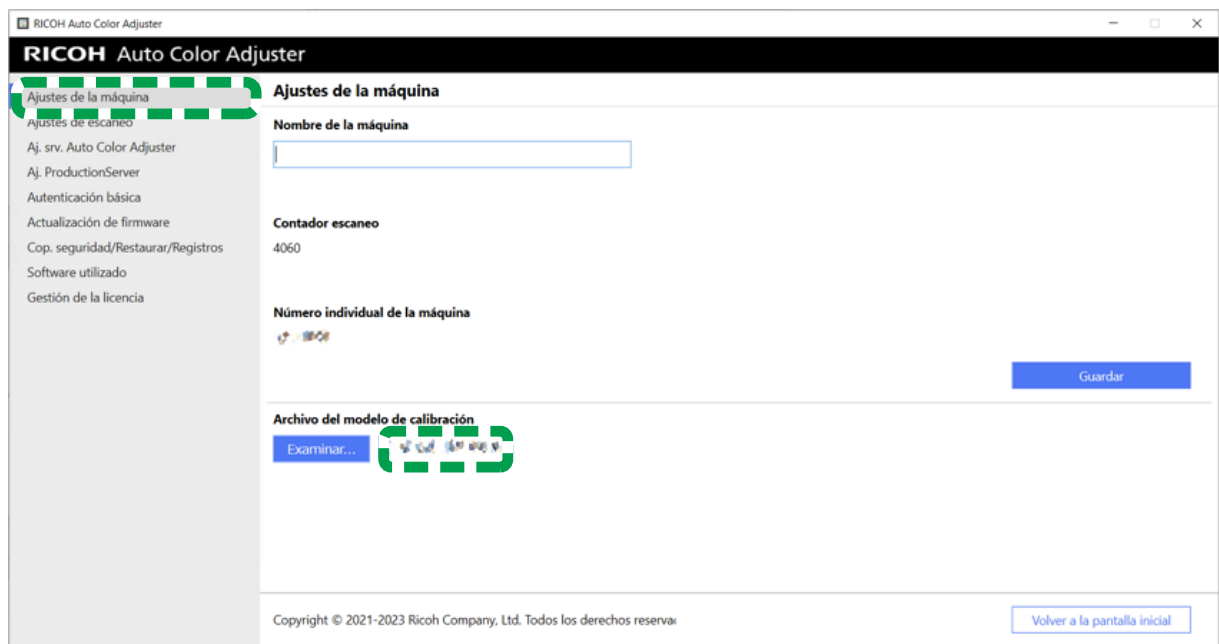 RICOH Auto Color Adjuster
RICOH Auto Color Adjuster
Ajustes de la máquina
Ajustes de escaneo
Aj. srv. Auto Color Adjuster
Aj. ProductionServer
Autenticación básica
Actualización de firmware
Cop. seguridad/Restaurar/Registros
Software utilizado
Gestión de la licencia
Ajustes de la máquina
Nombre de la máquina
Contador escaneo
4060
Número individual de la máquina
Guardar
Archivo del modelo de calibración
Examinar...
Copyright © 2021-2023 Ricoh Company, Ltd. Todos los derechos
Volver a la pantalla inicial